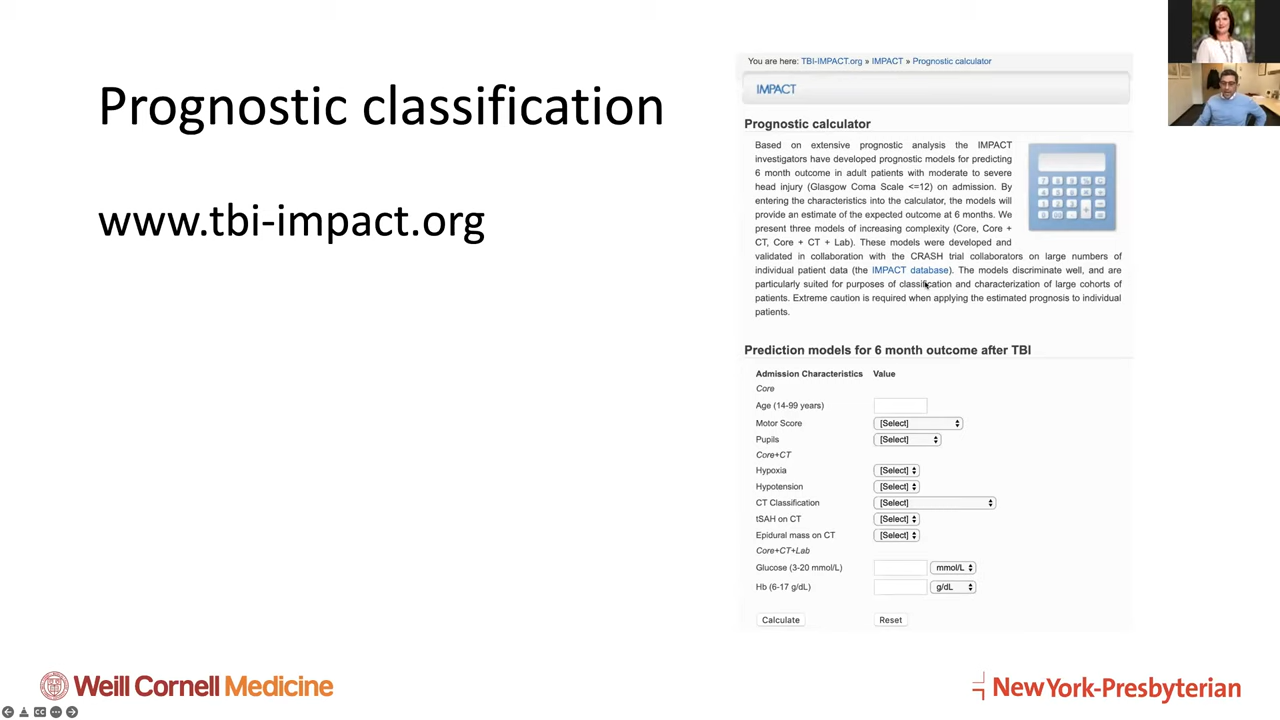 Prognostic classification
www.tbi-impact.org
You are here: TBI-IMPACT.org » IMPACT » Prognostic calculator
IMPACT
Prognostic calculator
Based on extensive prognostic analysis the IMPACT
investigators have developed prognostic models for predicting
6 month outcome in adult patients with moderate to severe
head injury (Glasgow Coma Scale <=12) on admission. By
entering the characteristics into the calculator, the models will
provide an estimate of the expected outcome at 6 months. We
present three models of increasing complexity (Core, Core +
CT, Core + CT + Lab). These models were developed and
validated in collaboration with the CRASH trial collaborators on large numbers of
individual patient data (the IMPACT database). The models discriminate well, and are
particularly suited for purposes of classification and characterization of large cohorts of
patients. Extreme caution is required when applying the estimated prognosis to individual
patients.
Prediction models for 6 month outcome after TBI
Admission Characteristics Value
Core
Age (14-99 years)
Motor Score [Select]
Pupils [Select]
Core+CT
Hypoxia [Select]
Hypotension [Select]
CT Classification [Select]
tSAH on CT [Select]
Epidural mass on CT [Select]
Core+CT+Lab
Glucose (3-20 mmol/L) mmol/L
Hb (6-17 g/dL) g/dL
Calculate Reset
Weill Cornell Medicine
NewYork-Presbyterian
CC